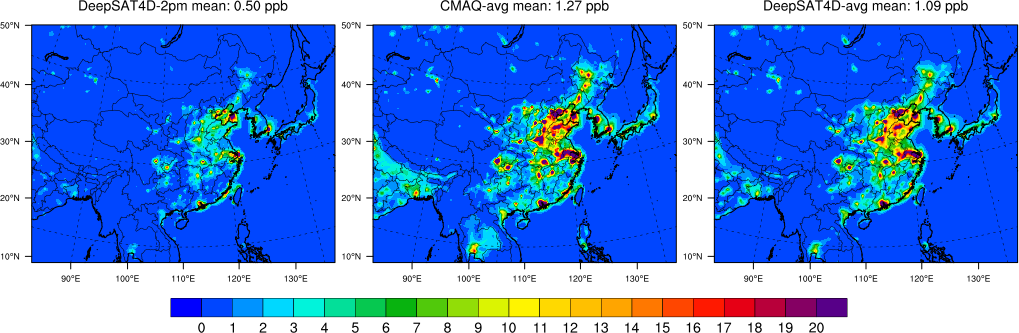 DeepSAT4D-2pm mean: 0.50 ppb CMAQ-avg mean: 1.27 ppb DeepSAT4D-avg mean: 1.09 ppb
50°N 50°N 50°N
40°N 40°N 40°N
30°N 30°N 30°N
20°N 20°N 20°N
10°N 10°N 10°N
90°E 100°E 110°E 120°E 130°E 90°E 100°E 110°E 120°E 130°E 90°E 100°E 110°E 120°E 130°E
0 1 2 3 4 5 6 7 8 9 10 11 12 13 14 15 16 17 18 19 20